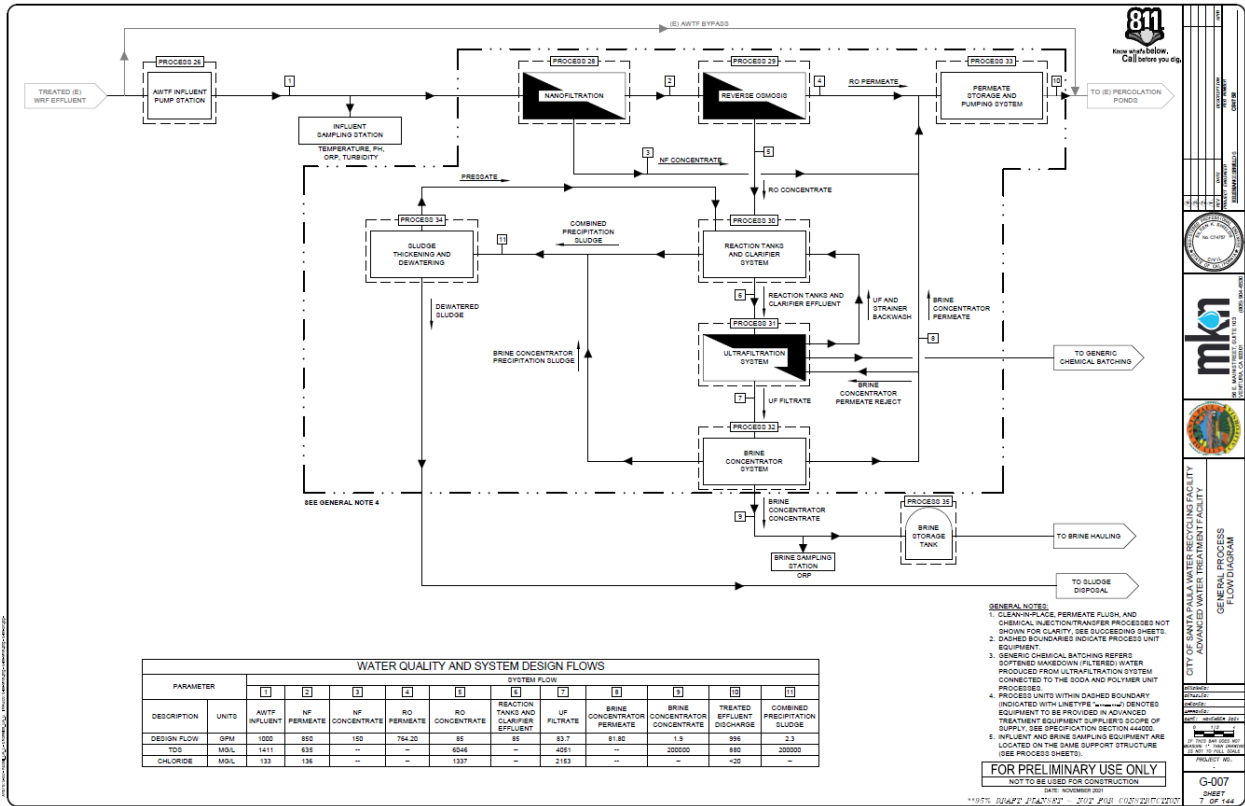 (E) AWTF BYPASS
811
Know what's below.
Call before you dig.
PROCESS 26
PROCESS 28
PROCESS 29
PROCESS 33
TREATED (E)
WRF EFFLUENT
AWTF INFLUENT
PUMP STATION
1
NANOFILTRATION
2
REVERSE OSMOSIS
4
RO PERMEATE
PERMEATE
STORAGE AND
PUMPING SYSTEM
10
TO (E) PERCOLATION
PONDS
INFLUENT
SAMPLING STATION
TEMPERATURE, PH,
ORP, TURBIDITY
3
NF CONCENTRATE
5
RO CONCENTRATE
PRESSATE
PROCESS 34
SLUDGE
THICKENING AND
DEWATERING
11
COMBINED
PRECIPITATION
SLUDGE
PROCESS 30
REACTION TANKS
AND CLARIFIER
SYSTEM
6
REACTION TANKS AND
CLARIFIER EFFLUENT
UF AND
STRAINER
BACKWASH
BRINE
CONCENTRATOR
PERMEATE
DEWATERED
SLUDGE
PROCESS 31
ULTRAFILTRATION
SYSTEM
8
TO GENERIC
CHEMICAL BATCHING
BRINE CONCENTRATOR
PRECIPITATION SLUDGE
BRINE
CONCENTRATOR
PERMEATE REJECT
7
UF FILTRATE
PROCESS 32
BRINE
CONCENTRATOR
SYSTEM
SEE GENERAL NOTE 4
9
BRINE
CONCENTRATOR
CONCENTRATE
PROCESS 35
BRINE
STORAGE
TANK
TO BRINE HAULING
BRINE SAMPLING
STATION
ORP
TO SLUDGE
DISPOSAL
GENERAL NOTES:
1. CLEAN-IN-PLACE, PERMEATE FLUSH, AND
CHEMICAL INJECTION/TRANSFER PROCESSES NOT
SHOWN FOR CLARITY, SEE SUCCEEDING SHEETS.
2. DASHED BOUNDARIES INDICATE PROCESS UNIT
EQUIPMENT.
3. GENERIC CHEMICAL BATCHING REFERS
SOFTENED MAKEDOWN (FILTERED) WATER
PRODUCED FROM ULTRAFILTRATION SYSTEM
CONNECTED TO THE SODA AND POLYMER UNIT
PROCESSES.
4. PROCESS UNITS WITHIN DASHED BOUNDARY
(INDICATED WITH LINETYPE "
") DENOTES
EQUIPMENT TO BE PROVIDED IN ADVANCED
TREATMENT EQUIPMENT SUPPLIER'S SCOPE OF
SUPPLY, SEE SPECIFICATION SECTION 444000.
5. INFLUENT AND BRINE SAMPLING EQUIPMENT ARE
LOCATED ON THE SAME SUPPORT STRUCTURE
(SEE PROCESS SHEETS).
WATER QUALITY AND SYSTEM DESIGN FLOWS
PARAMETER SYSTEM FLOW
1 2 3 4 5 6 7 8 9 10 11
DESCRIPTION UNITS AWTF INFLUENT NF PERMEATE NF CONCENTRATE RO PERMEATE RO CONCENTRATE REACTION TANKS AND CLARIFIER EFFLUENT UF FILTRATE BRINE CONCENTRATOR PERMEATE BRINE CONCENTRATOR CONCENTRATE TREATED EFFLUENT DISCHARGE COMBINED PRECIPITATION SLUDGE
DESIGN FLOW GPM 1000 850 150 764.20 85 85 83.7 81.80 1.9 996 2.3
TDS MG/L 1411 635 -- -- 6046 -- 4051 -- 200000 880 200000
CHLORIDE MG/L 133 136 -- -- 1337 -- 2153 -- -- <20 --
FOR PRELIMINARY USE ONLY
NOT TO BE USED FOR CONSTRUCTION
DATE: NOVEMBER 2021
**95% DRAFT PLANSET - NOT FOR CONSTRUCTION
mkn
CITY OF SANTA PAULA WATER RECYCLING FACILITY
ADVANCED WATER TREATMENT FACILITY
GENERAL PROCESS
FLOW DIAGRAM
DATE: NOVEMBER 2021
PROJECT NO.
G-007
SHEET
7 OF 144